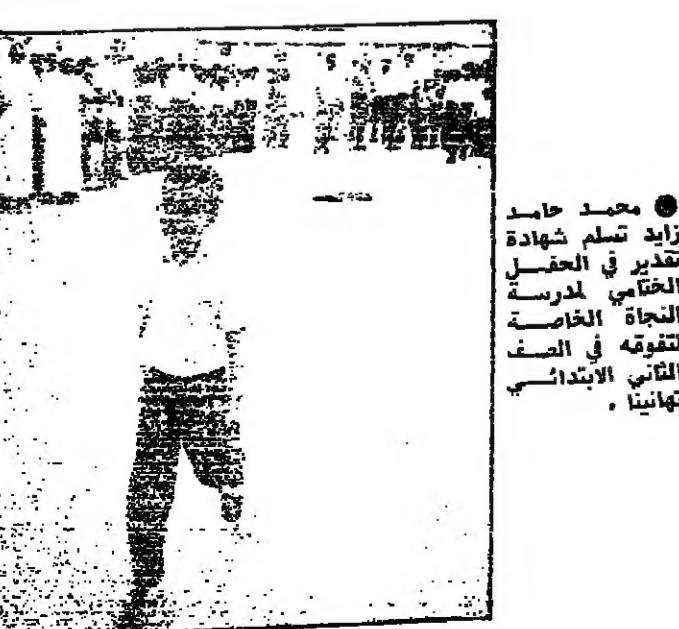 ● محمد حامد
زايد تسلم شهادة
تقدير في الحفل
الختامي لمدرسة
النجاة الخاصة
لتفوقه في الصف
الثاني الابتدائي
تهانينا .